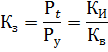 Кз = Pt / Pу = КИ / Кв